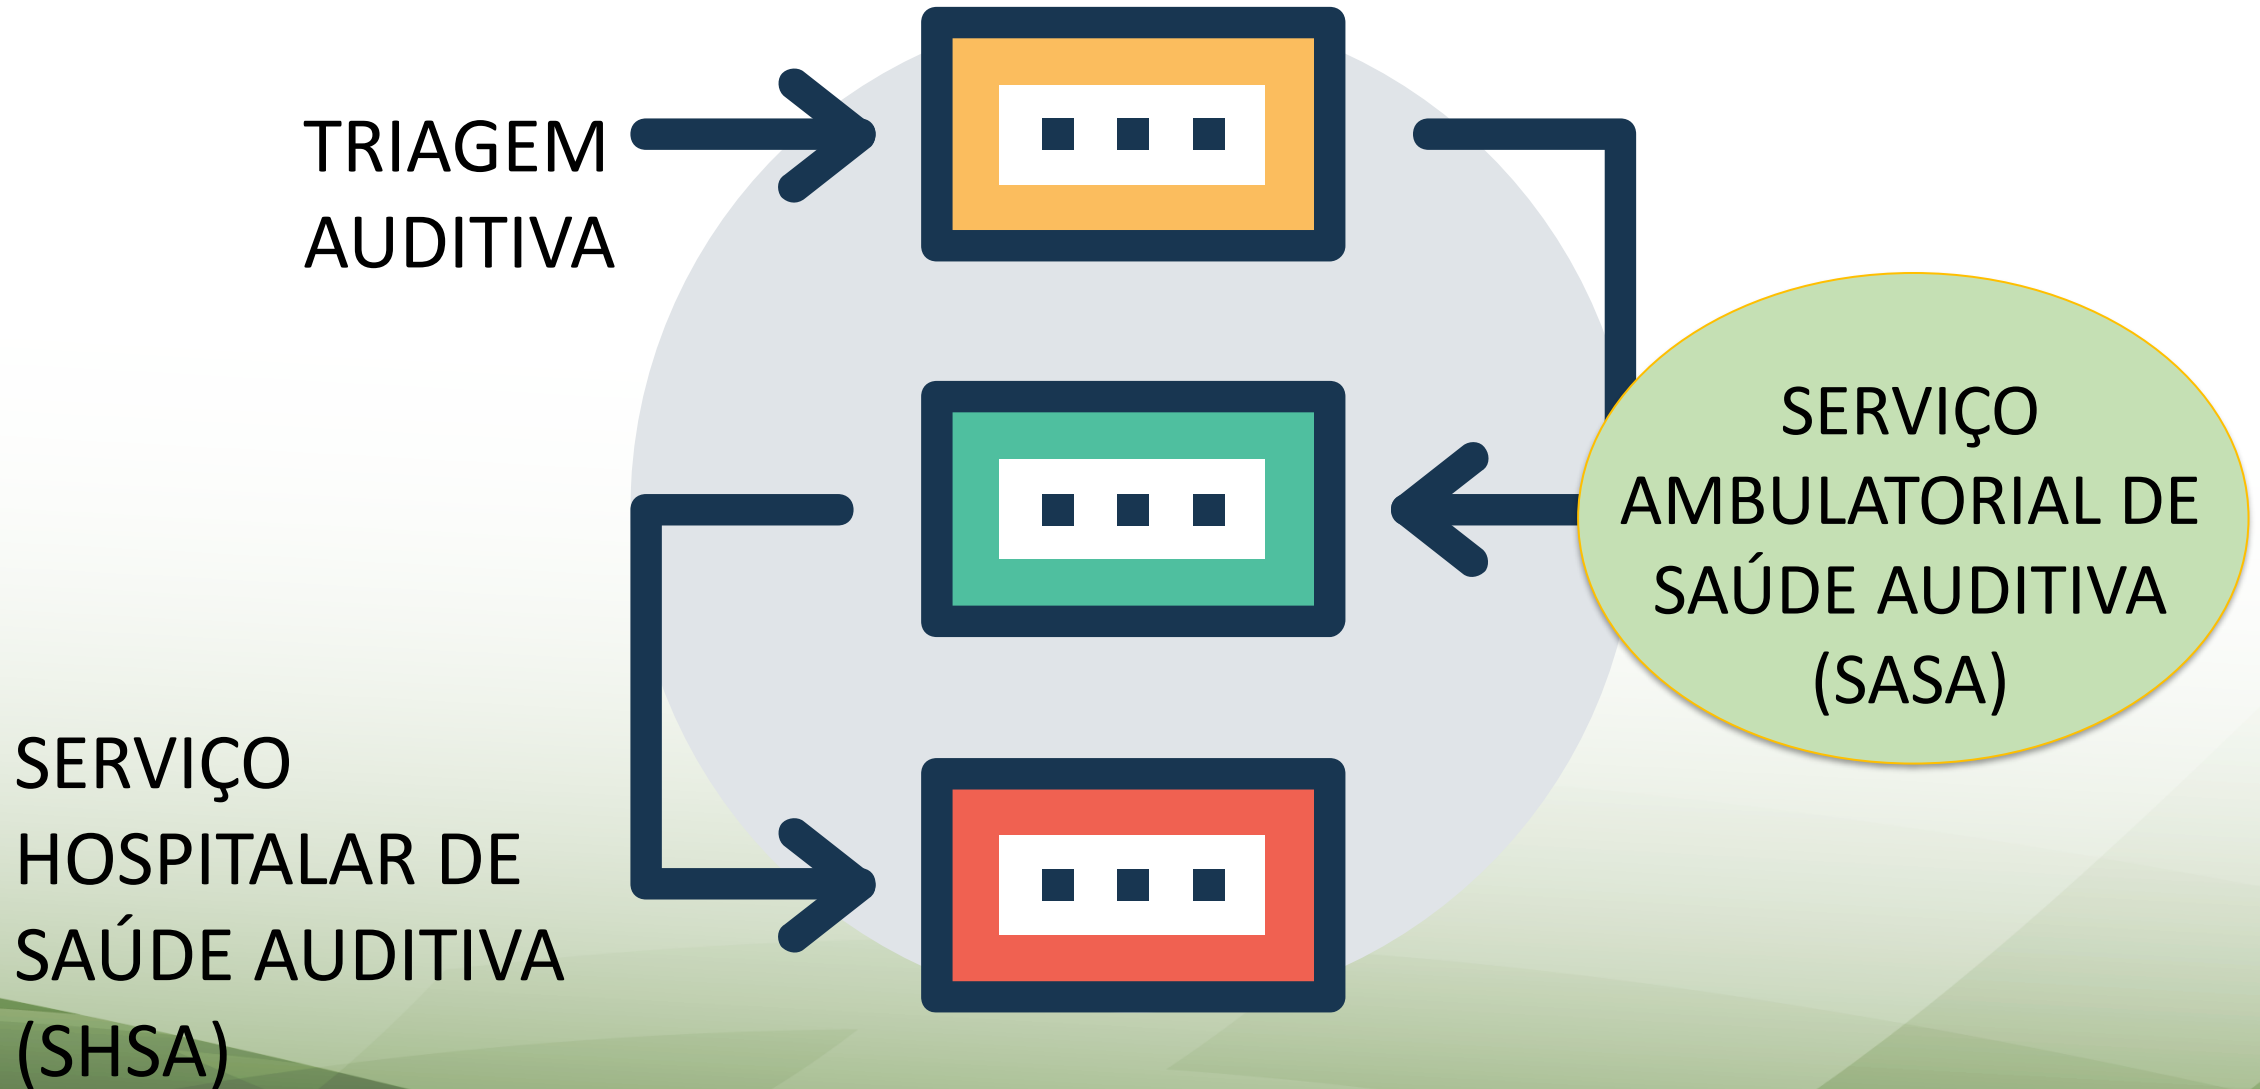 TRIAGEM
AUDITIVA
SERVIÇO
AMBULATORIAL DE
SAÚDE AUDITIVA
(SASA)
SERVIÇO
HOSPITALAR DE
SAÚDE AUDITIVA
(SHSA)